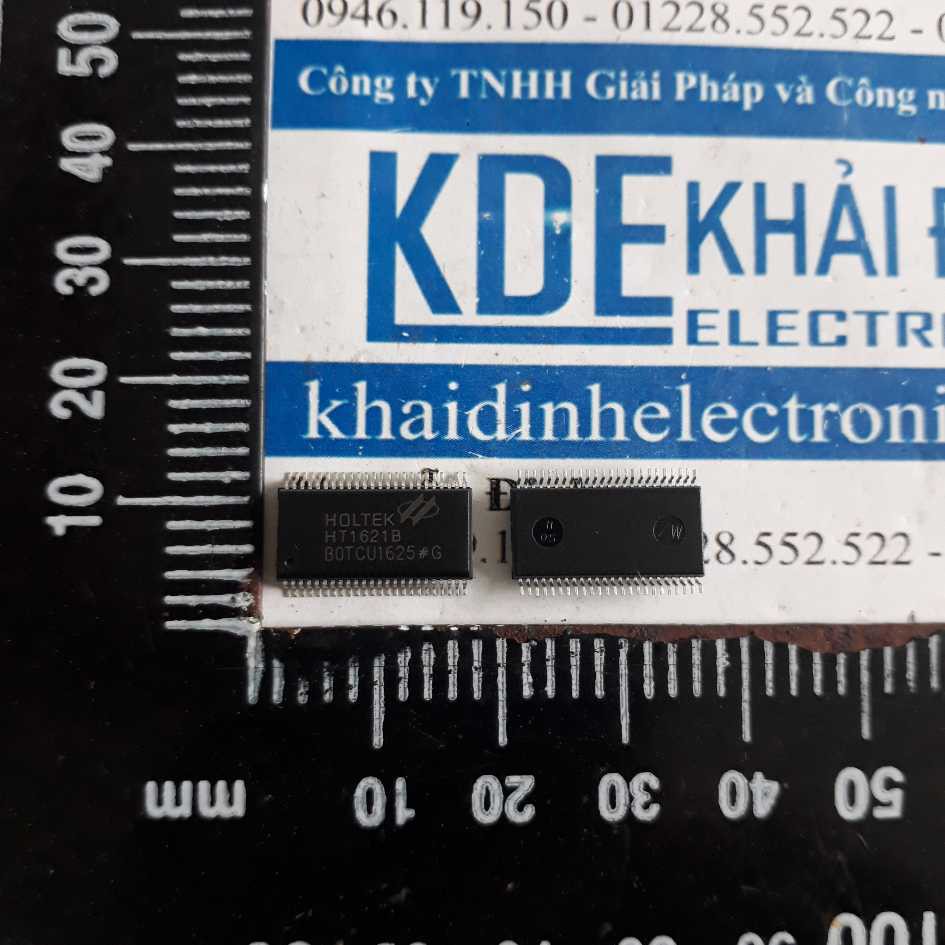 0946.119.150 - 01228.552.522 -
Công ty TNHH Giải Pháp và Công
KDE KHẢI
ELECTR
khaidinhelectroni
HOLTEK
HT1621B
B0TCU1625#G
28.552.522 -
50
40
30
20
10
mm 10 20 30 40 50
100